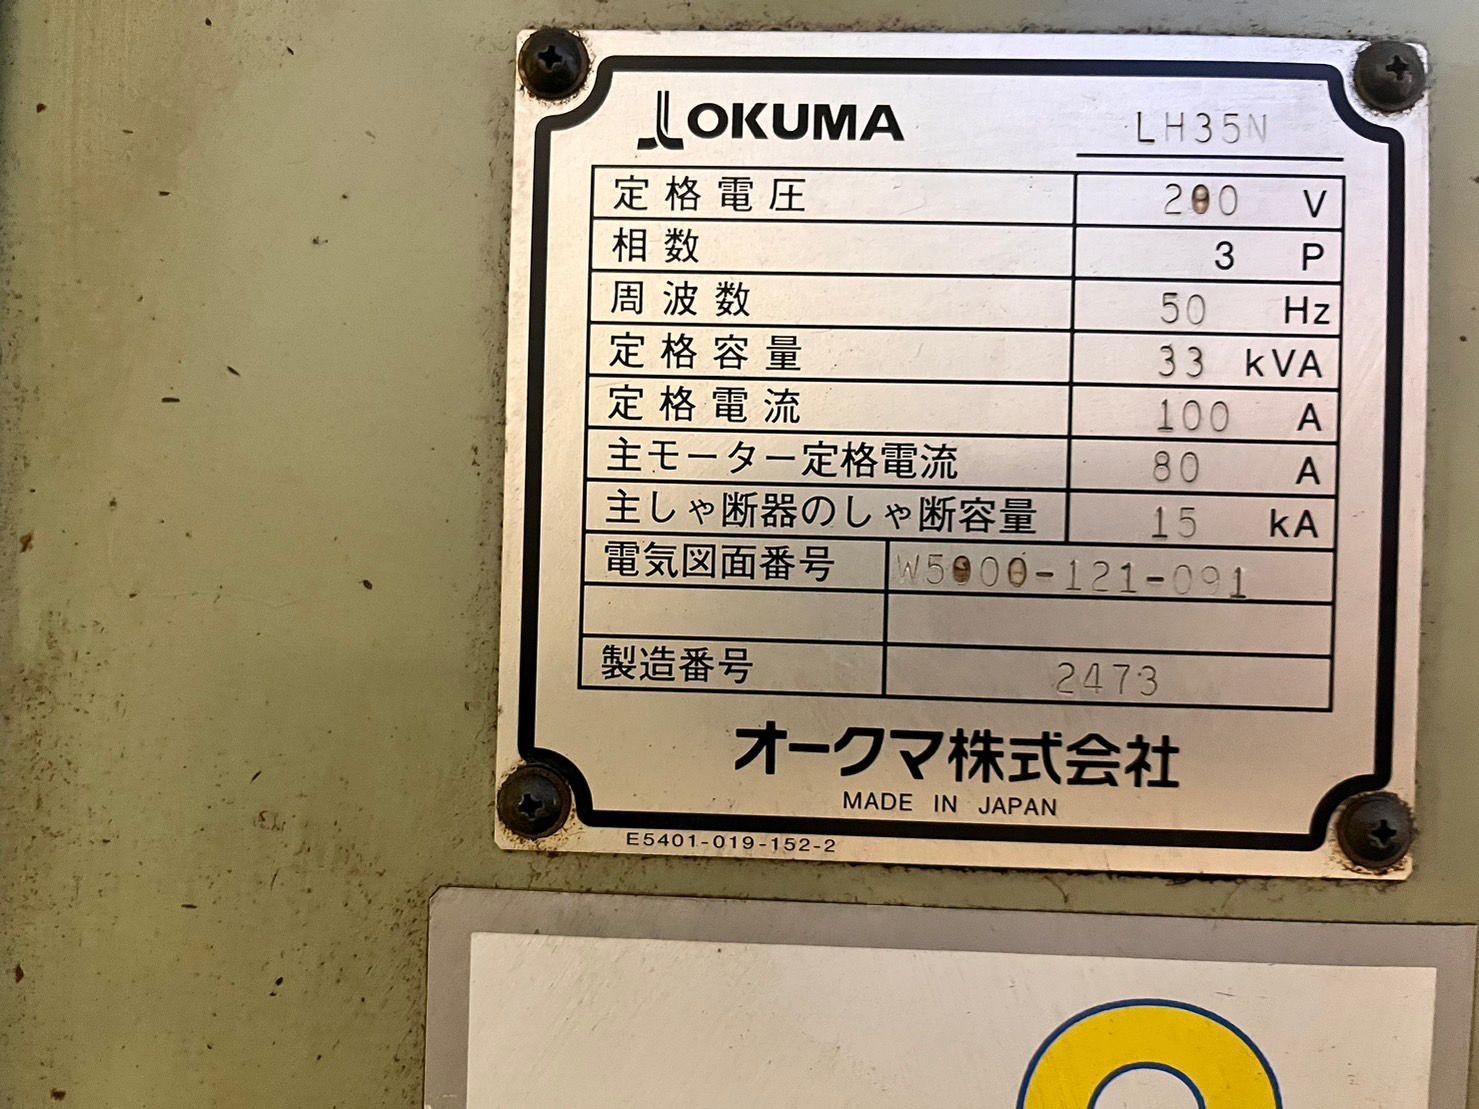 OKUMA LH35N
定格電圧 200 V
相数 3 P
周波数 50 Hz
定格容量 33 kVA
定格電流 100 A
主モーター定格電流 80 A
主しゃ断器のしゃ断容量 15 kA
電気図面番号 W5000-121-091
製造番号 2473
オークマ株式会社
MADE IN JAPAN
E5401-019-152-2